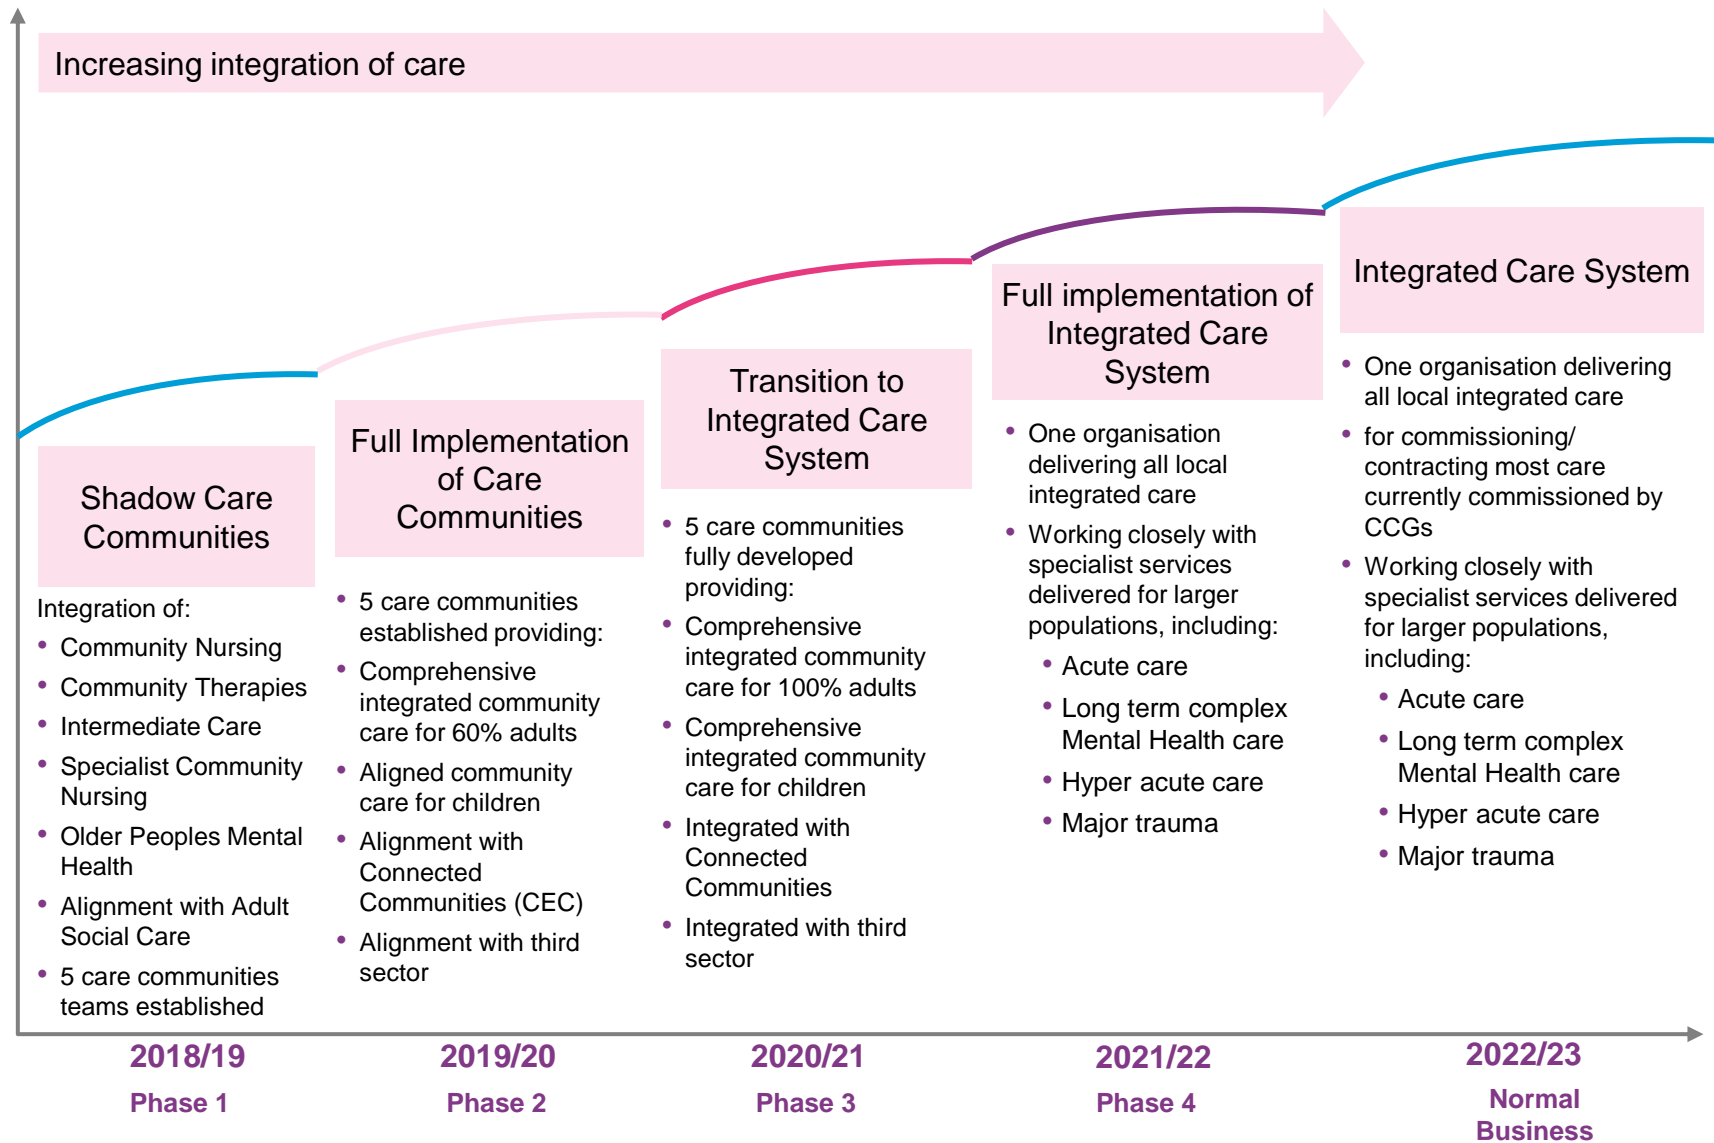 Increasing integration of care
Shadow Care
Communities
Integration of:
• Community Nursing
• Community Therapies
• Intermediate Care
• Specialist Community
Nursing
• Older Peoples Mental
Health
• Alignment with Adult
Social Care
• 5 care communities
teams established
2018/19
Phase 1
Full Implementation
of Care
Communities
• 5 care communities
established providing:
• Comprehensive
integrated community
care for 60% adults
• Aligned community
care for children
• Alignment with
Connected
Communities (CEC)
• Alignment with third
sector
2019/20
Phase 2
Transition to
Integrated Care
System
• 5 care communities
fully developed
providing:
• Comprehensive
integrated community
care for 100% adults
• Comprehensive
integrated community
care for children
• Integrated with
Connected
Communities
• Integrated with third
sector
2020/21
Phase 3
Full implementation of
Integrated Care
System
• One organisation
delivering all local
integrated care
• Working closely with
specialist services
delivered for larger
populations, including:
• Acute care
• Long term complex
Mental Health care
• Hyper acute care
• Major trauma
2021/22
Phase 4
Integrated Care System
• One organisation delivering
all local integrated care
• for commissioning/
contracting most care
currently commissioned by
CCGs
• Working closely with
specialist services delivered
for larger populations,
including:
• Acute care
• Long term complex
Mental Health care
• Hyper acute care
• Major trauma
2022/23
Normal
Business